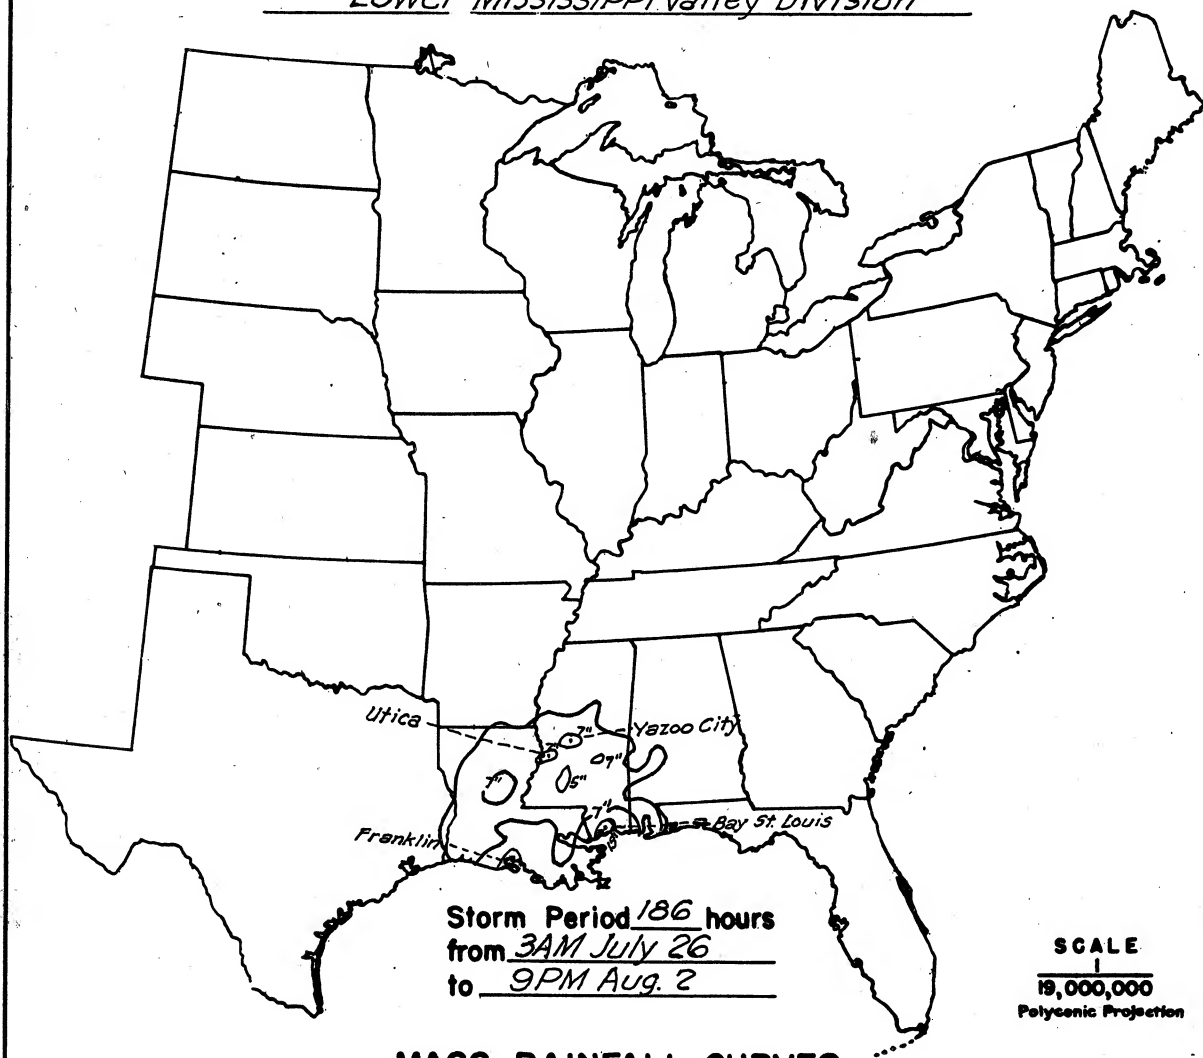 Lower Mississippi Valley Division
Utica
7" Yazoo City
7"
7"
7"
5"
7"
Bay St. Louis
Franklin
Storm Period 186 hours
from 3AM July 26
to 9PM Aug. 2
SCALE
1
19,000,000
Polyconic Projection
MASS RAINFALL CURVES